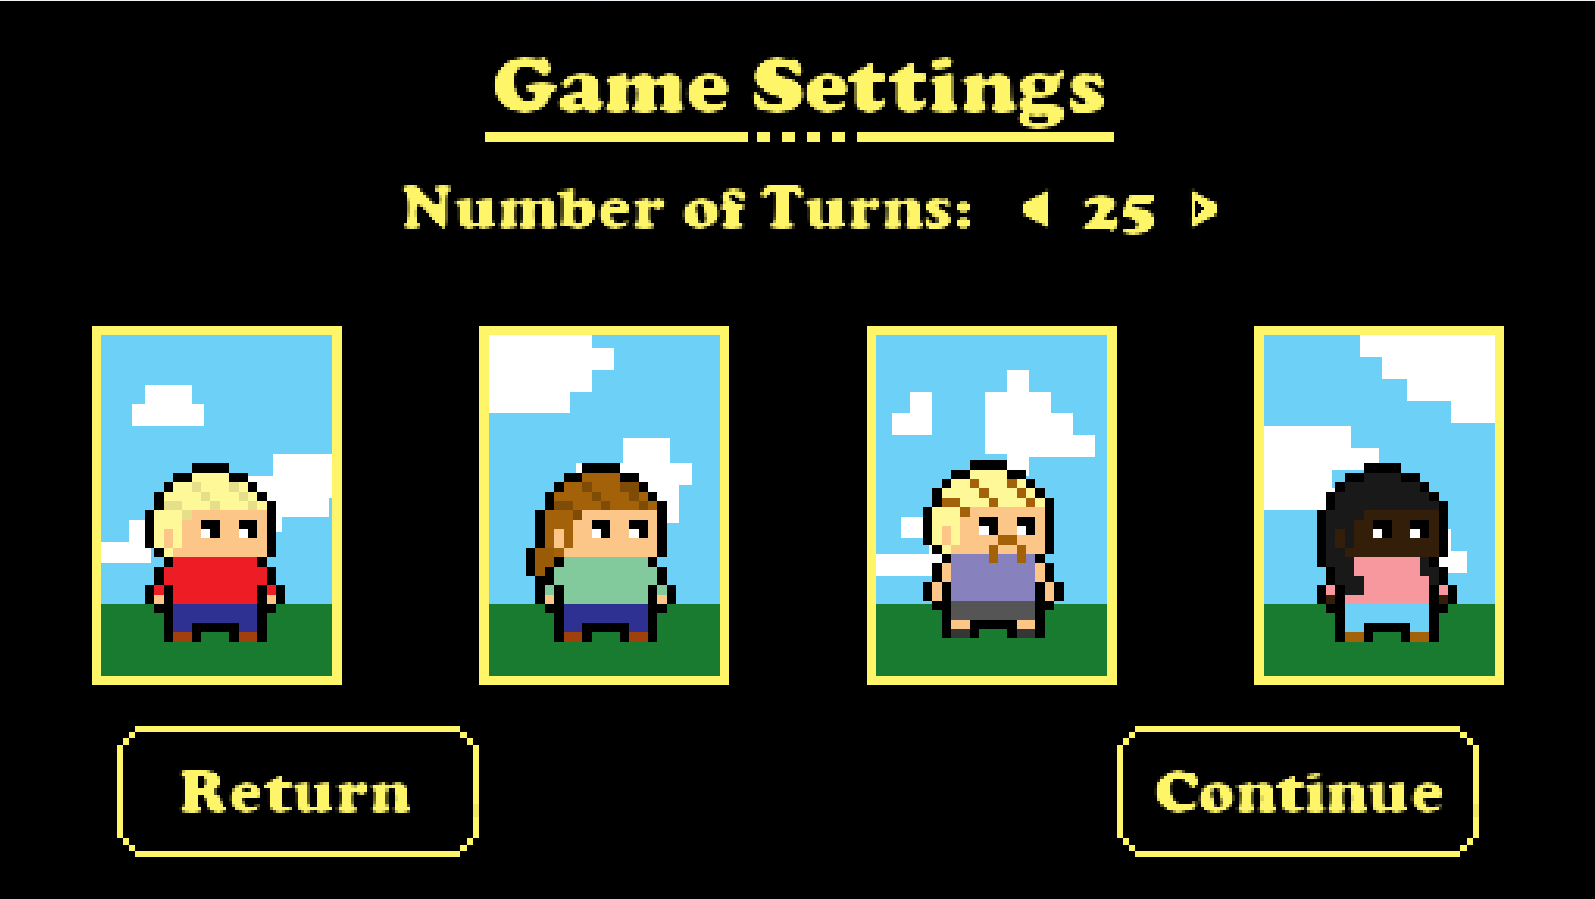 Game Settings
Number of Turns: 25
Return
Continue